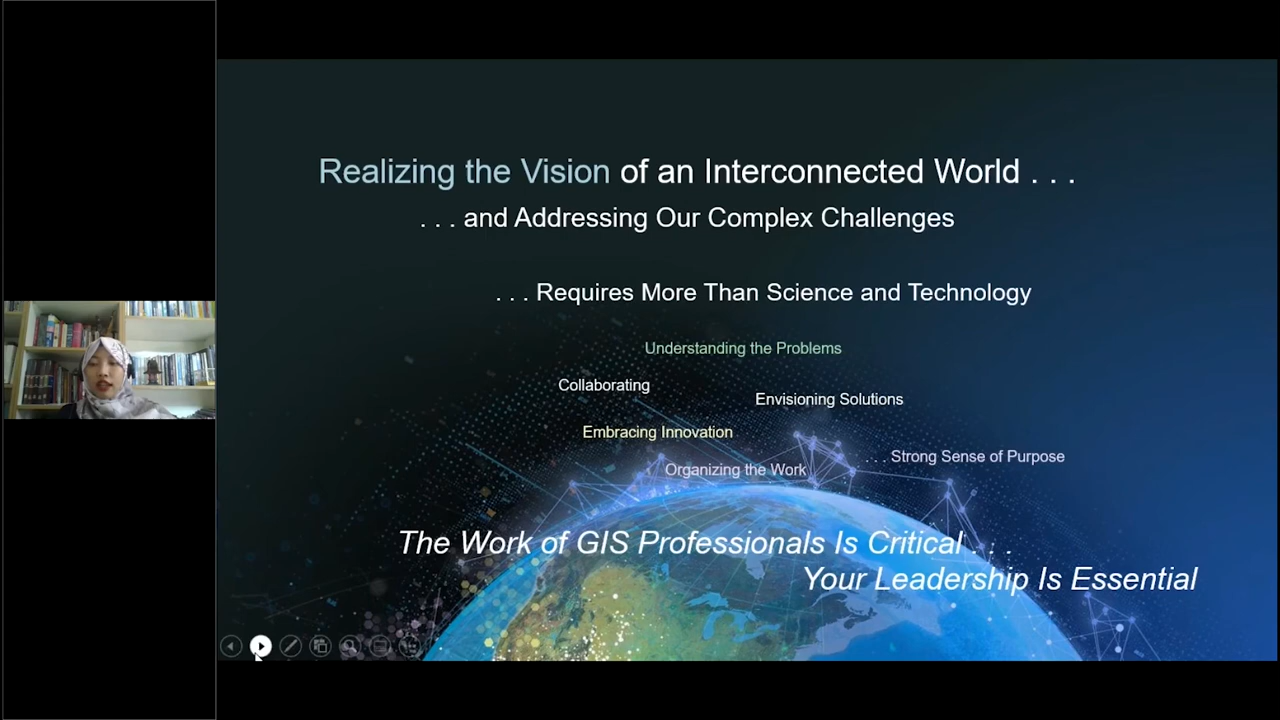 Realizing the Vision of an Interconnected World . . .
. . . and Addressing Our Complex Challenges
. . . Requires More Than Science and Technology
Understanding the Problems
Collaborating
Envisioning Solutions
Embracing Innovation
. . . Strong Sense of Purpose
Organizing the Work
The Work of GIS Professionals Is Critical . . .
Your Leadership Is Essential